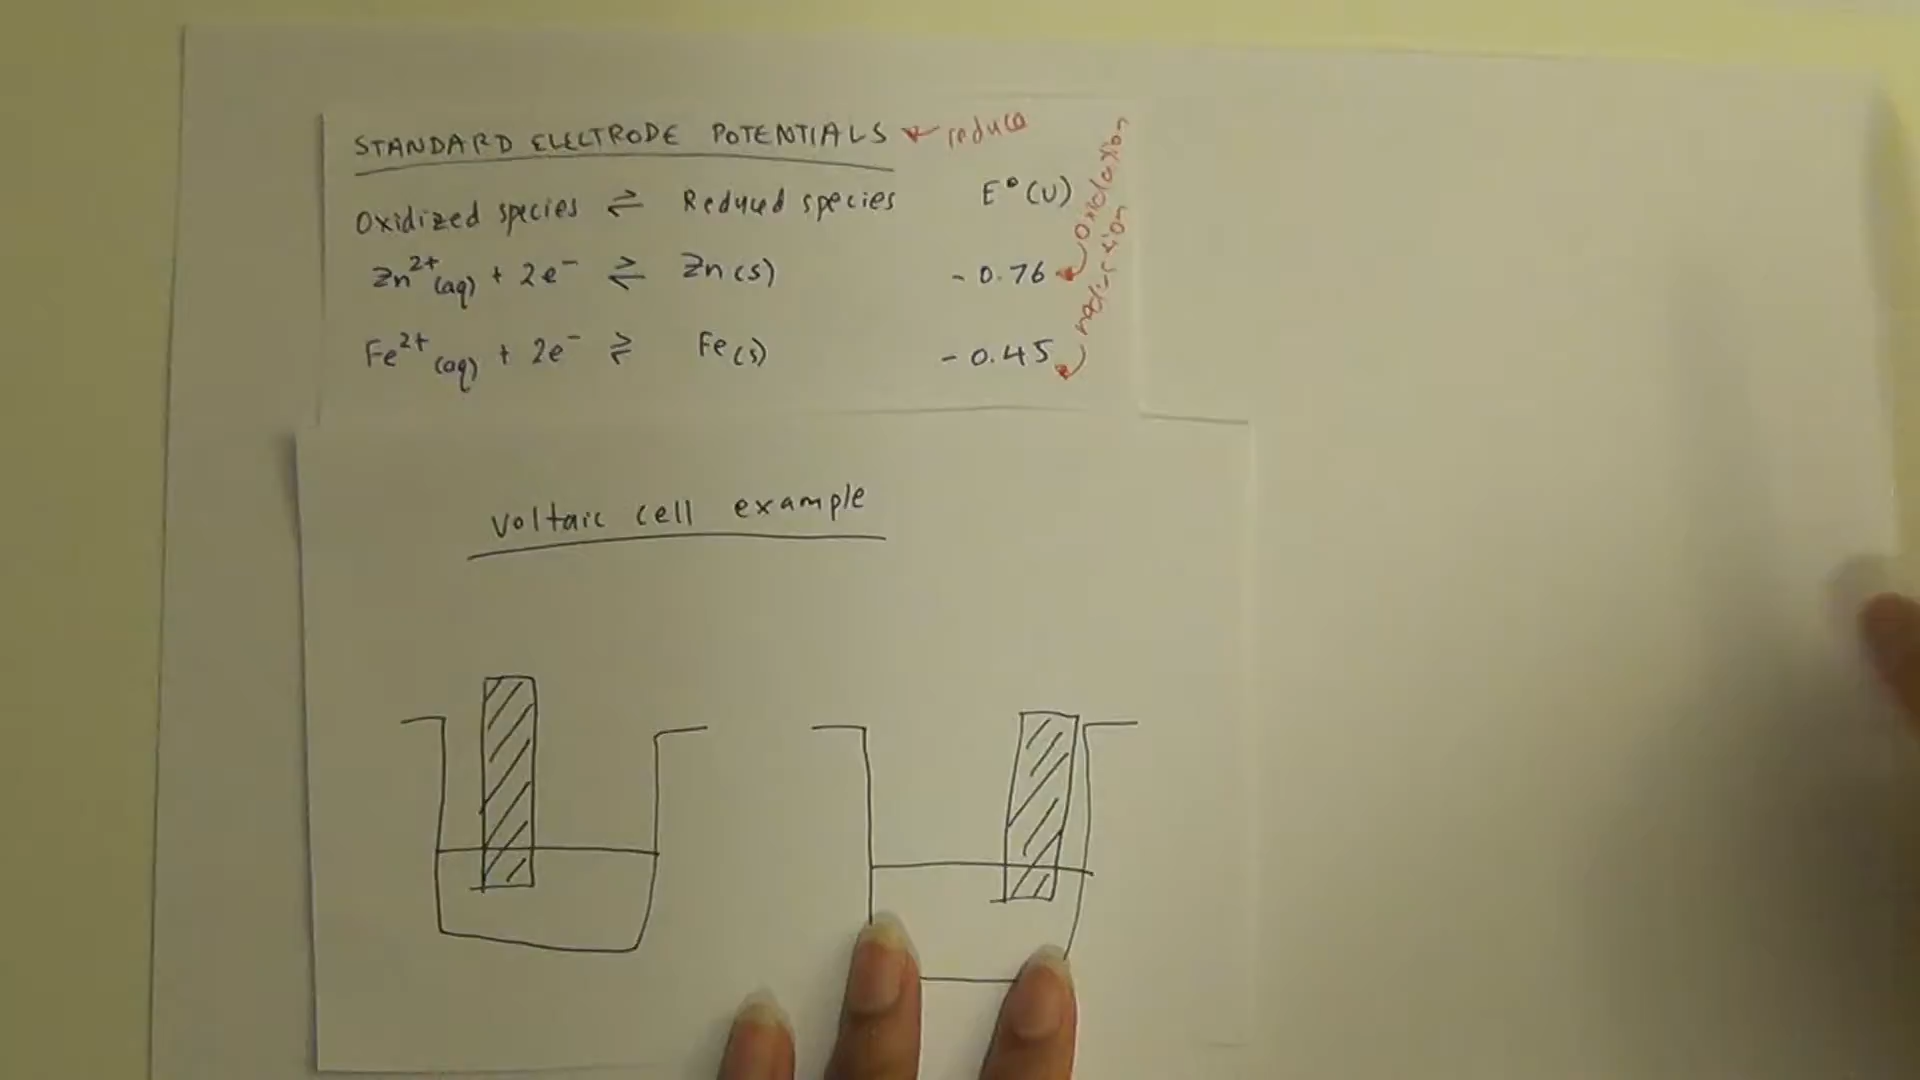 STANDARD ELECTRODE POTENTIALS ← reduce
Oxidized species ⇌ Reduced species E°(V)
Zn²⁺(aq) + 2e⁻ ⇌ Zn(s) - 0.76
Fe²⁺(aq) + 2e⁻ ⇌ Fe(s) - 0.45
oxidation
reduction
Voltaic cell example